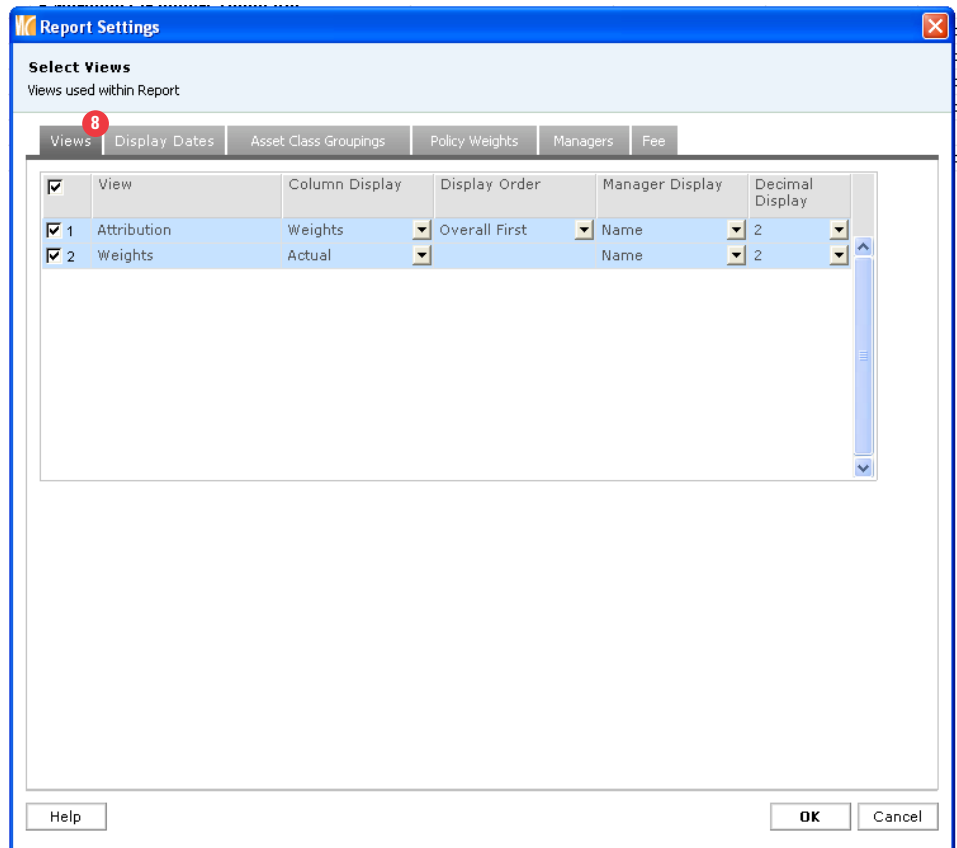 Report Settings
Select Views
Views used within Report
8
Views Display Dates Asset Class Groupings Policy Weights Managers Fee
View Column Display Display Order Manager Display Decimal Display
1 Attribution Weights Overall First Name 2
2 Weights Actual Name 2
Help OK Cancel